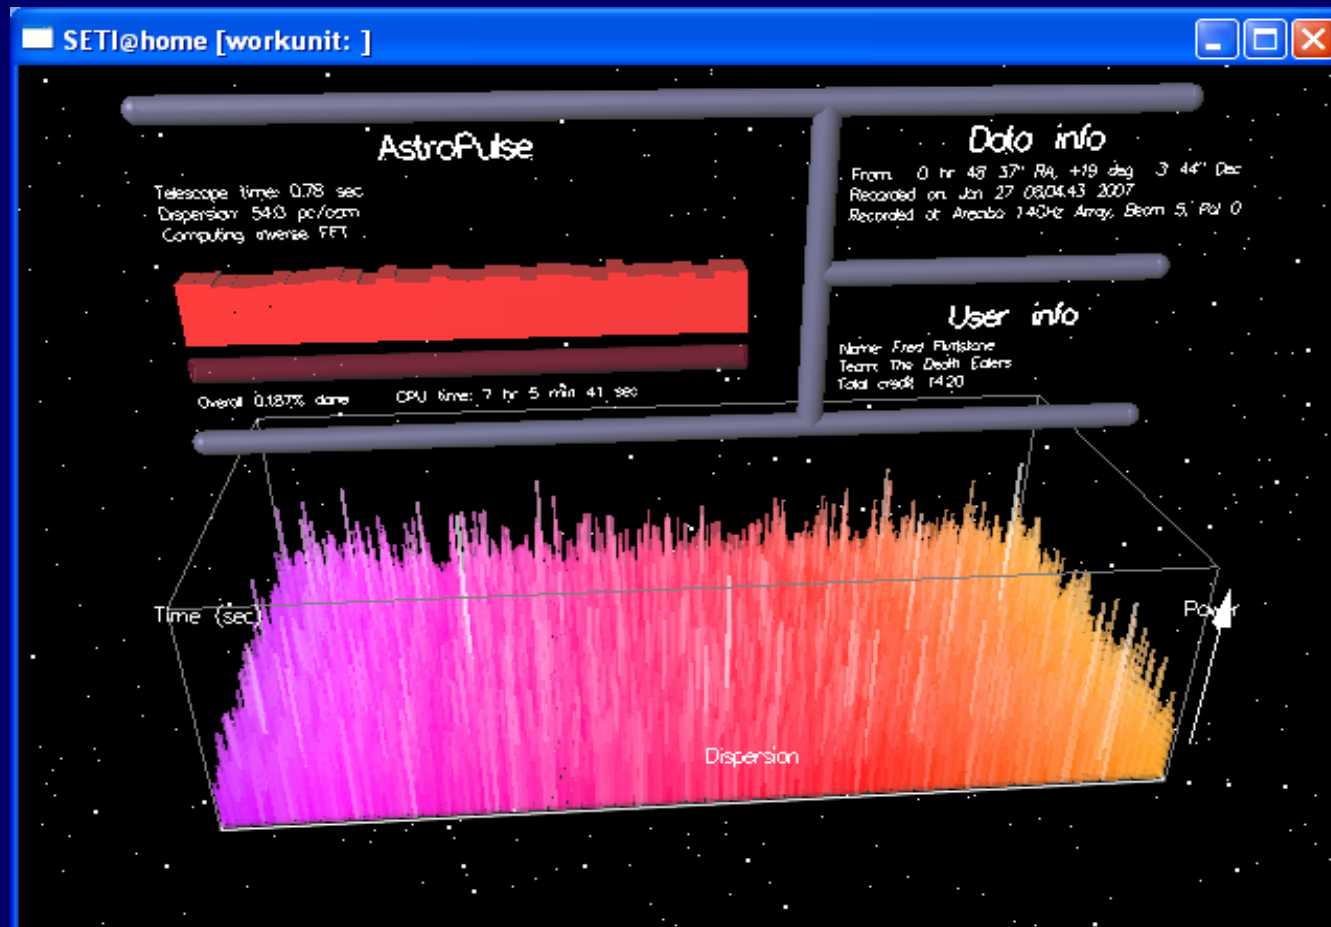 SETI@home [workunit: ]
AstroPulse
Telescope time: 0.78 sec
Dispersion: 54.0 pc/ccm
Computing inverse FFT
Overall 0.187% done
CPU time: 7 hr 5 min 41 sec
Data info
From: 0 hr 48' 37" RA, +19 deg 3' 44" Dec
Recorded on: Jan 27 08:04:43 2007
Recorded at: Arecibo 1.4GHz Array, Beam 5, Pol 0
User info
Name: Fred Flintstone
Team: The Death Eaters
Total credit: 1420
Time (sec)
Power
Dispersion